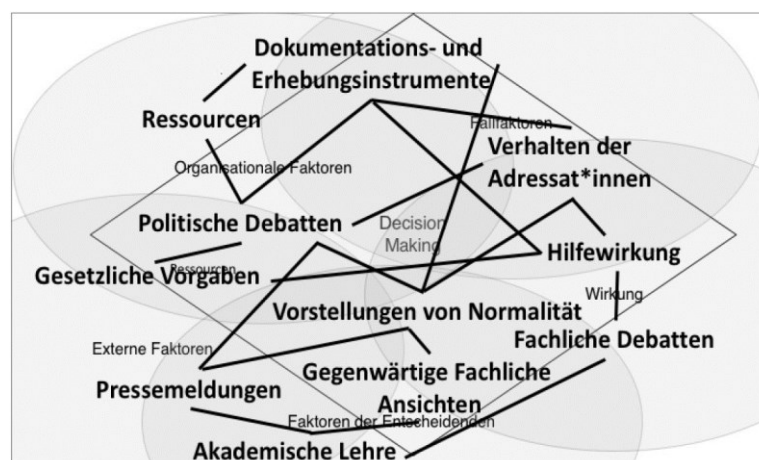 Dokumentations- und
Erhebungsinstrumente
Ressourcen
Fallfaktoren
Verhalten der
Adressat*innen
Organisationale Faktoren
Politische Debatten
Decision
Making
Hilfewirkung
Gesetzliche Vorgaben
Ressourcen
Wirkung
Vorstellungen von Normalität
Fachliche Debatten
Externe Faktoren
Gegenwärtige Fachliche
Ansichten
Pressemeldungen
Faktoren der Entscheidenden
Akademische Lehre